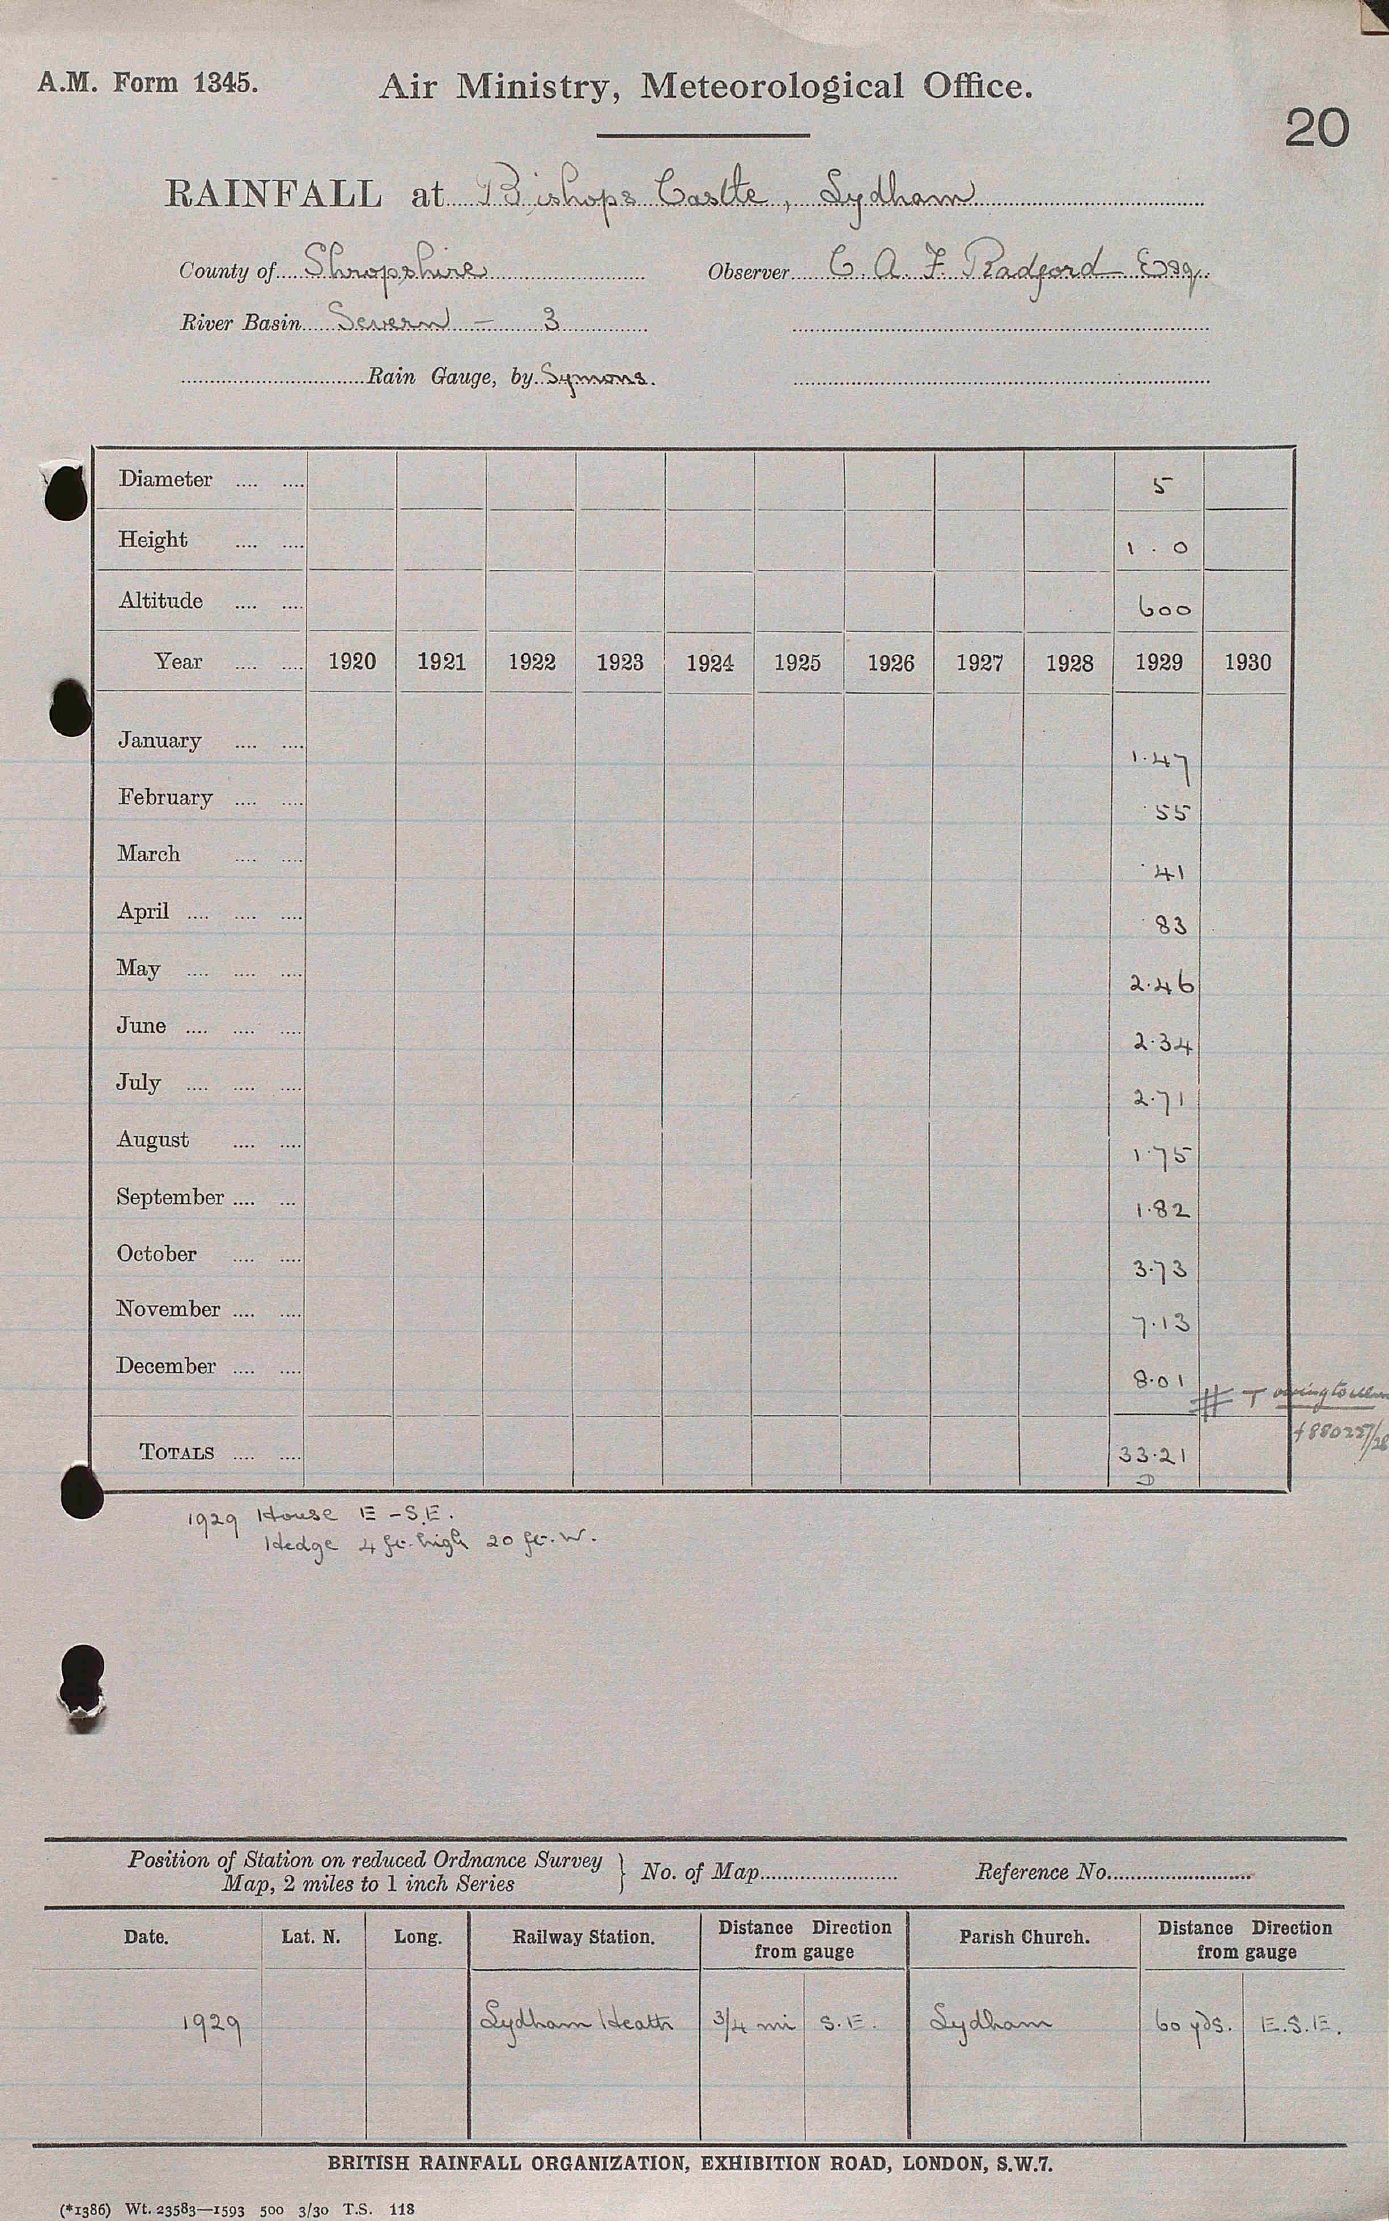 A.M. Form 1345. Air Ministry, Meteorological Office.
20
RAINFALL at Bishops Castle, Lydham
County of Shropshire Observer C. A. F. Radford Esq.
River Basin Severn - 3
Rain Gauge, by Symons.
Diameter .... .... 5
Height .... .... 1 . 0
Altitude .... .... 600
Year .... .... 1920 1921 1922 1923 1924 1925 1926 1927 1928 1929 1930
January .... .... 1.47
February .... .... .55
March .... .... .41
April .... .... .... .83
May .... .... .... 2.46
June .... .... .... 2.34
July .... .... .... 2.71
August .... .... 1.75
September .... ... 1.82
October .... .... 3.73
November .... .... 7.13
December .... .... 8.01
# T owing to
TOTALS .... .... 33.21
D
1929 House E - S.E.
Hedge 4 ft. high 20 ft. W.
Position of Station on reduced Ordnance Survey } No. of Map Reference No.
Map, 2 miles to 1 inch Series
Date. Lat. N. Long. Railway Station. Distance Direction from gauge Parish Church. Distance Direction from gauge
1929 Lydham Heath 3/4 mi S.E. Lydham 60 yds. E.S.E.
BRITISH RAINFALL ORGANIZATION, EXHIBITION ROAD, LONDON, S.W.7.
(*1386) Wt. 23583—1593 500 3/30 T.S. 118